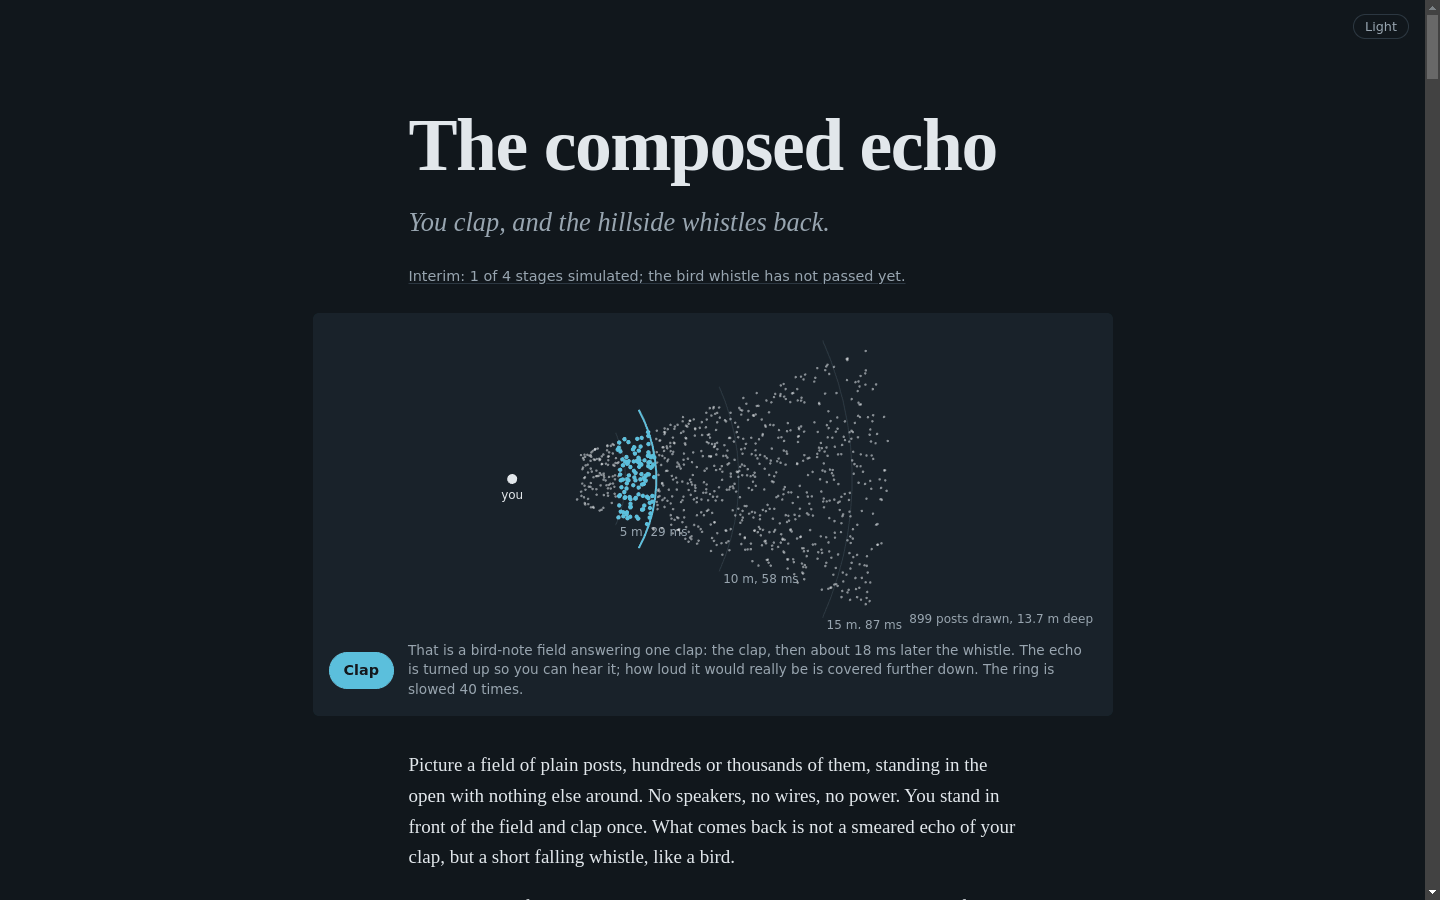 Light
The composed echo
You clap, and the hillside whistles back.
Interim: 1 of 4 stages simulated; the bird whistle has not passed yet.
you
5 m, 29 ms
10 m, 58 ms
15 m, 87 ms
899 posts drawn, 13.7 m deep
Clap
That is a bird-note field answering one clap: the clap, then about 18 ms later the whistle. The echo
is turned up so you can hear it; how loud it would really be is covered further down. The ring is
slowed 40 times.
Picture a field of plain posts, hundreds or thousands of them, standing in the
open with nothing else around. No speakers, no wires, no power. You stand in
front of the field and clap once. What comes back is not a smeared echo of your
clap, but a short falling whistle, like a bird.